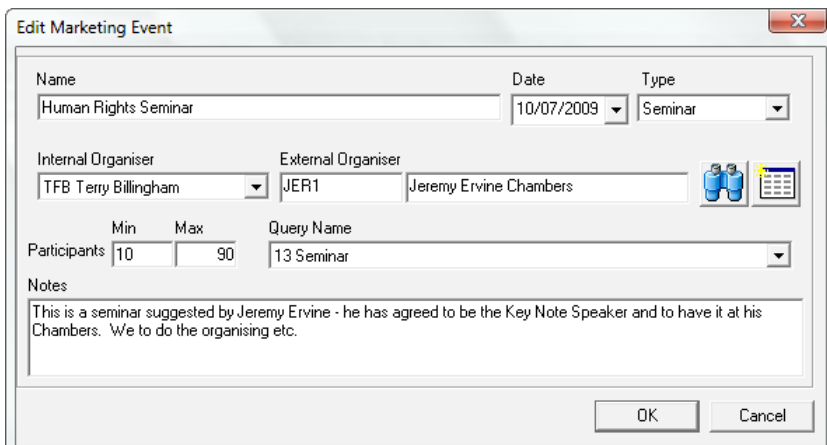 Edit Marketing Event
Name Date Type
Human Rights Seminar 10/07/2009 Seminar
Internal Organiser External Organiser
TFB Terry Billingham JER1 Jeremy Ervine Chambers
Min Max Query Name
Participants 10 90 13 Seminar
Notes
This is a seminar suggested by Jeremy Ervine - he has agreed to be the Key Note Speaker and to have it at his
Chambers. We to do the organising etc.
OK Cancel